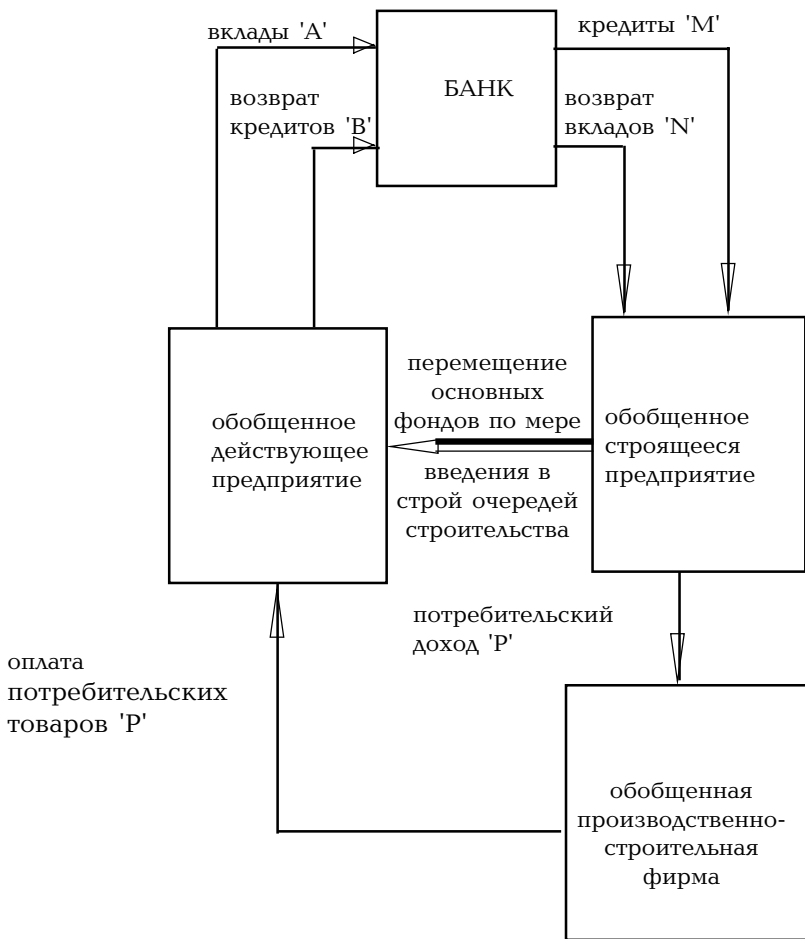 вклады 'А'
кредиты 'М'
БАНК
возврат
кредитов 'В'
возврат
вкладов 'N'
перемещение
основных
фондов по мере
введения в
строй очередей
строительства
обобщенное
действующее
предприятие
обобщенное
строящееся
предприятие
потребительский
доход 'Р'
оплата
потребительских
товаров 'Р'
обобщенная
производственно-
строительная
фирма